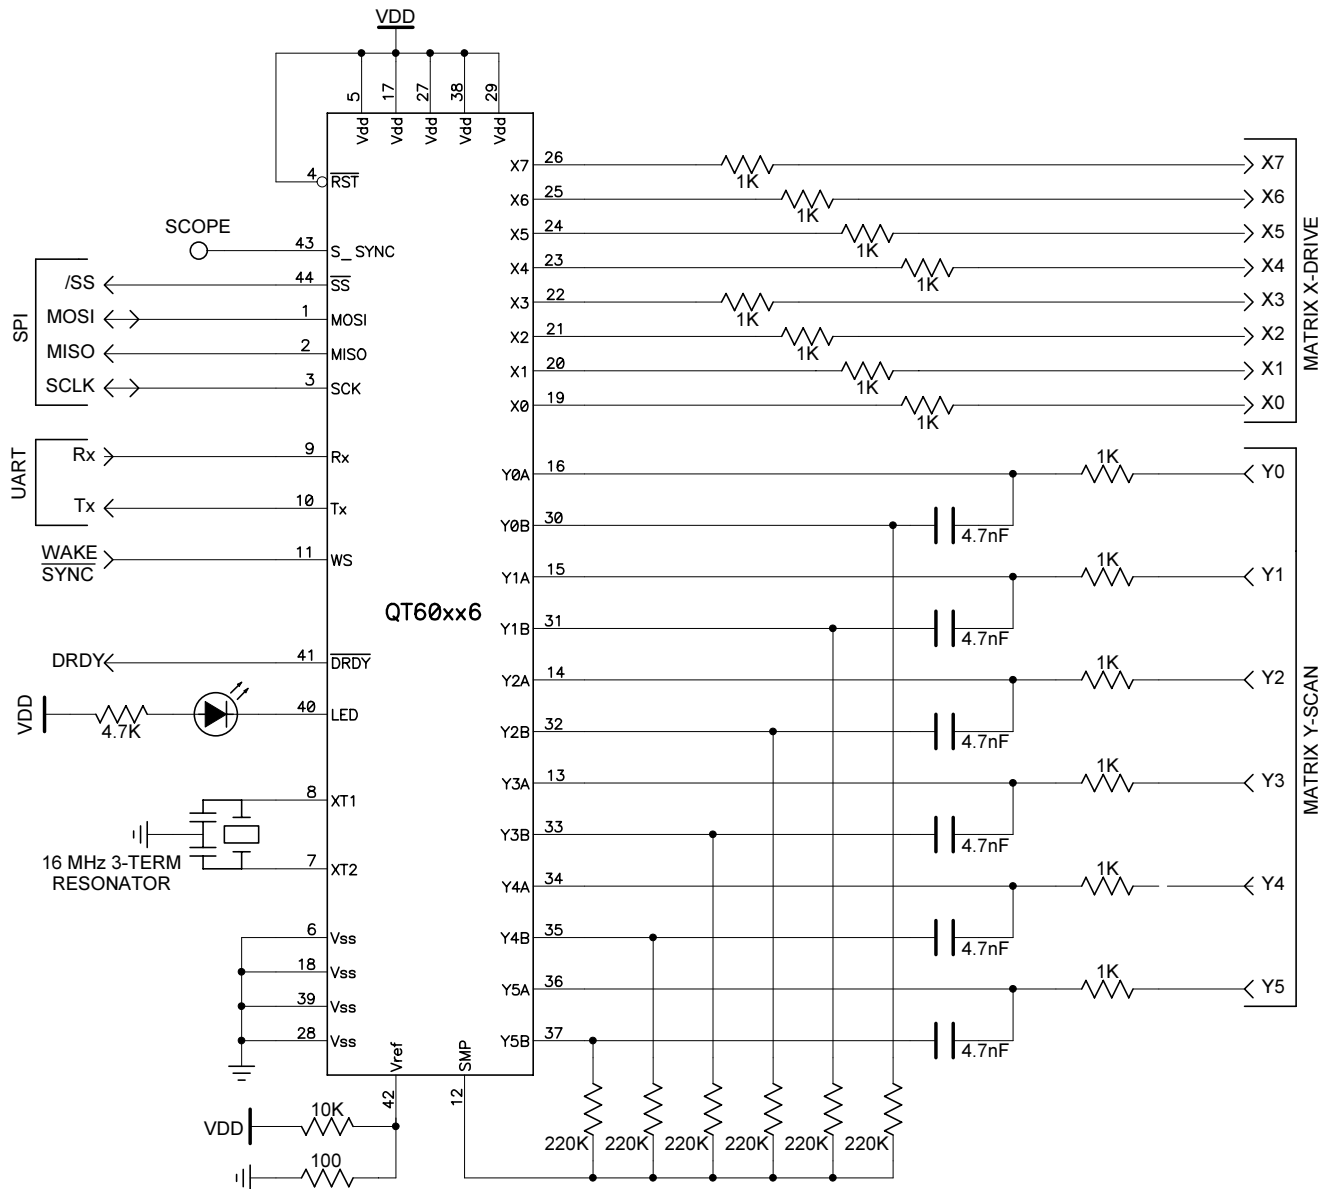 VDD
5
17
27
38
29
Vdd
Vdd
Vdd
Vdd
Vdd
4
RST
SCOPE
43
S_SYNC
SPI
/SS
44
SS
MOSI
1
MOSI
MISO
2
MISO
SCLK
3
SCK
UART
Rx
9
Rx
Tx
10
Tx
WAKE
SYNC
11
WS
DRDY
41
DRDY
VDD
4.7K
40
LED
8
XT1
16 MHz 3-TERM
RESONATOR
7
XT2
6
Vss
18
Vss
39
Vss
28
Vss
QT60xx6
Vref
42
SMP
12
VDD
10K
100
X7
26
1K
X7
X6
25
1K
X6
X5
24
1K
X5
X4
23
1K
X4
X3
22
1K
X3
X2
21
1K
X2
X1
20
1K
X1
X0
19
1K
X0
MATRIX X-DRIVE
Y0A
16
1K
Y0
Y0B
30
4.7nF
Y1A
15
1K
Y1
Y1B
31
4.7nF
Y2A
14
1K
Y2
Y2B
32
4.7nF
Y3A
13
1K
Y3
Y3B
33
4.7nF
Y4A
34
1K
Y4
Y4B
35
4.7nF
Y5A
36
1K
Y5
Y5B
37
4.7nF
MATRIX Y-SCAN
220K
220K
220K
220K
220K
220K